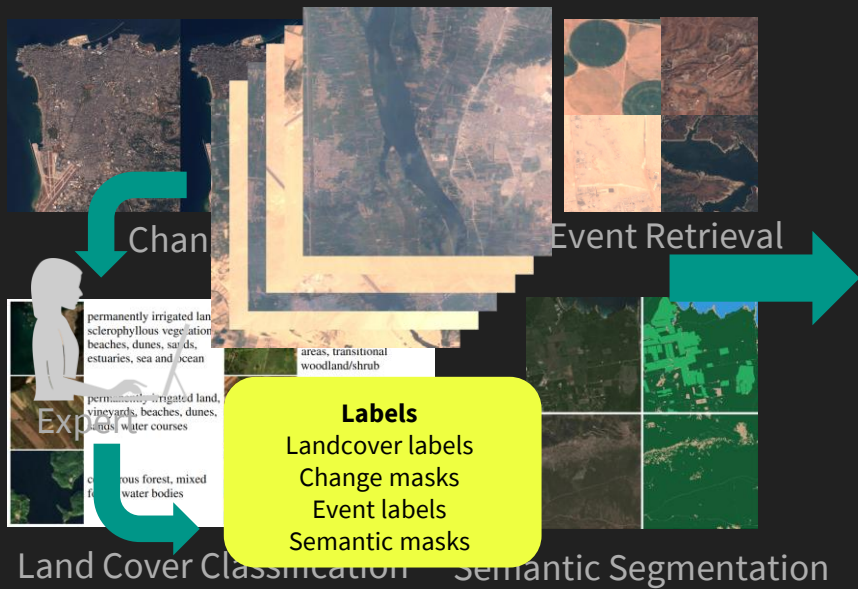 Chan
Event Retrieval
permanently irrigated lan
sclerophyllous vegetation
beaches, dunes, sands,
estuaries, sea and ocean
areas, transitional
woodland/shrub
permanently irrigated land,
vineyards, beaches, dunes,
sands, water courses
Expert
mixed
water bodies
Labels
Landcover labels
Change masks
Event labels
Semantic masks
Land Cover Classification
Semantic Segmentation